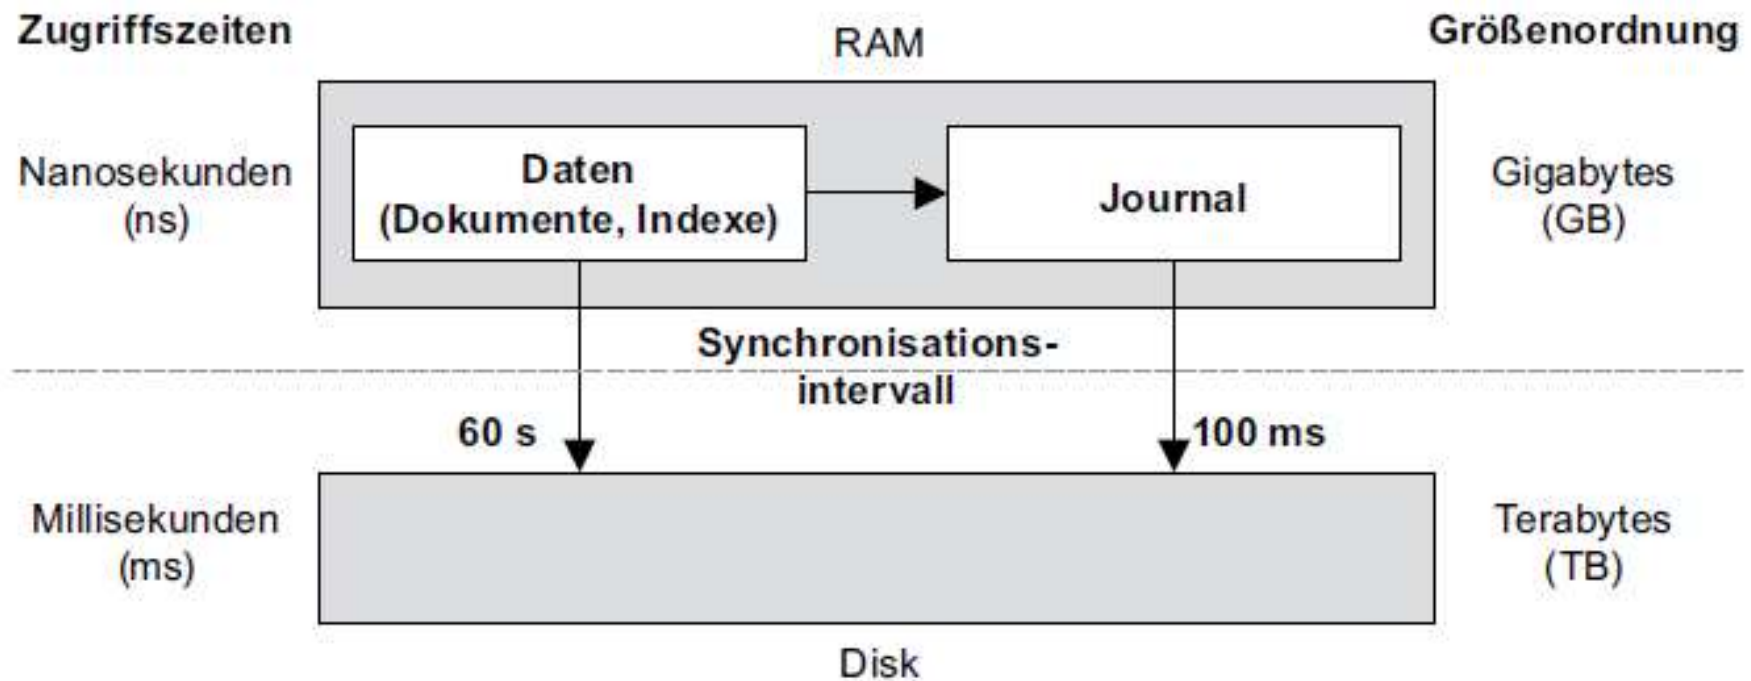 Zugriffszeiten
RAM
Größenordnung
Nanosekunden
(ns)
Daten
(Dokumente, Indexe)
Journal
Gigabytes
(GB)
Synchronisations-
intervall
60 s
100 ms
Millisekunden
(ms)
Terabytes
(TB)
Disk